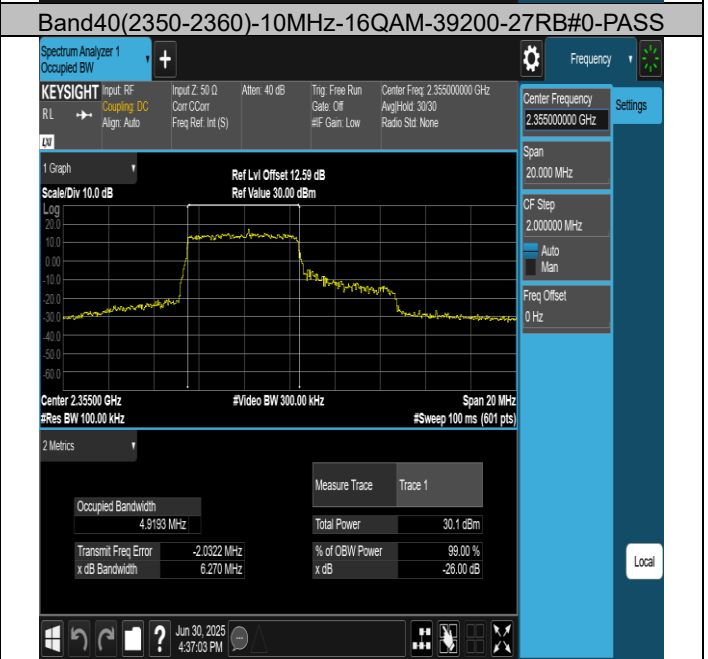 Band40(2350-2360)-10MHz-16QAM-39200-27RB#0-PASS
Spectrum Analyzer 1
Occupied BW
Frequency
KEYSIGHT
RL
LXI
Input: RF
Coupling: DC
Align: Auto
Input Z: 50 Ω
Corr CCorr
Freq Ref: Int (S)
Atten: 40 dB
Trig: Free Run
Gate: Off
#IF Gain: Low
Center Freq: 2.355000000 GHz
Avg|Hold: 30/30
Radio Std: None
Center Frequency
2.355000000 GHz
Settings
Span
20.000 MHz
CF Step
2.000000 MHz
Auto
Man
Freq Offset
0 Hz
1 Graph
Scale/Div 10.0 dB
Ref Lvl Offset 12.59 dB
Ref Value 30.00 dBm
Log
20.0
10.0
0.00
-10.0
-20.0
-30.0
-40.0
-50.0
-60.0
Center 2.35500 GHz
#Res BW 100.00 kHz
#Video BW 300.00 kHz
Span 20 MHz
#Sweep 100 ms (601 pts)
2 Metrics
Measure Trace Trace 1
Occupied Bandwidth
4.9193 MHz
Total Power 30.1 dBm
Transmit Freq Error -2.0322 MHz
% of OBW Power 99.00 %
x dB Bandwidth 6.270 MHz
x dB -26.00 dB
Local
?
Jun 30, 2025
4:37:03 PM